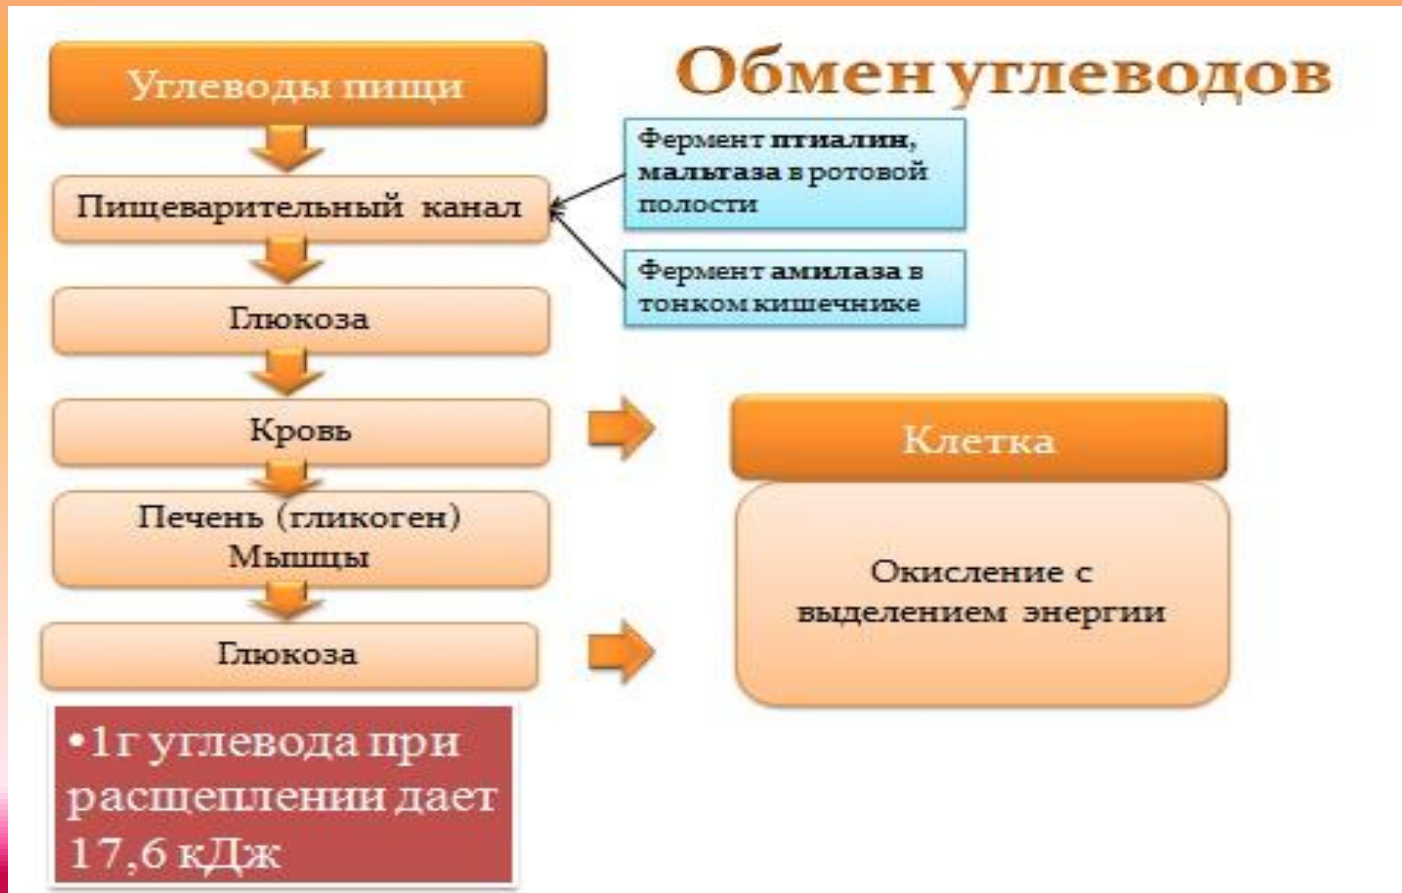 Обмен углеводов
Углеводы пищи
Фермент птиалин,
мальтаза в ротовой
полости
Пищеварительный канал
Фермент амилаза в
тонком кишечнике
Глюкоза
Кровь
Клетка
Печень (гликоген)
Мышцы
Окисление с
выделением энергии
Глюкоза
•1г углевода при
расщеплении дает
17,6 кДж